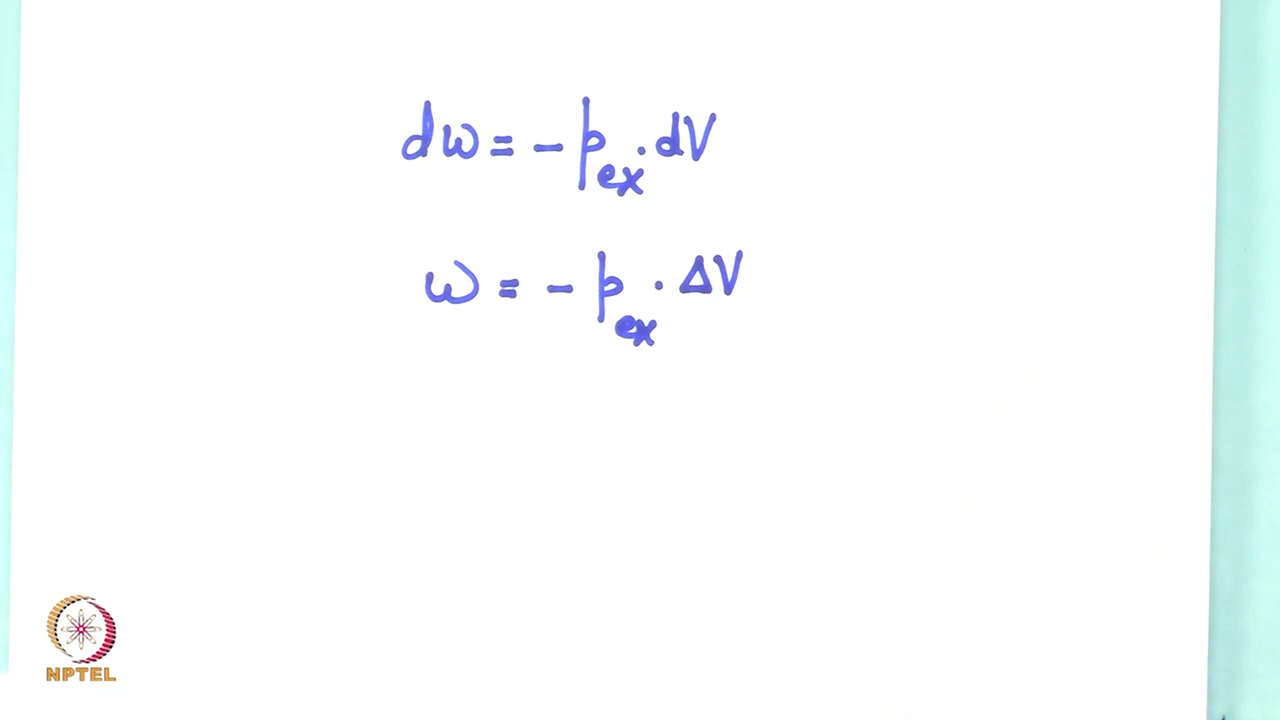 dw = - p_ex . dV
w = - p_ex . ΔV
NPTEL